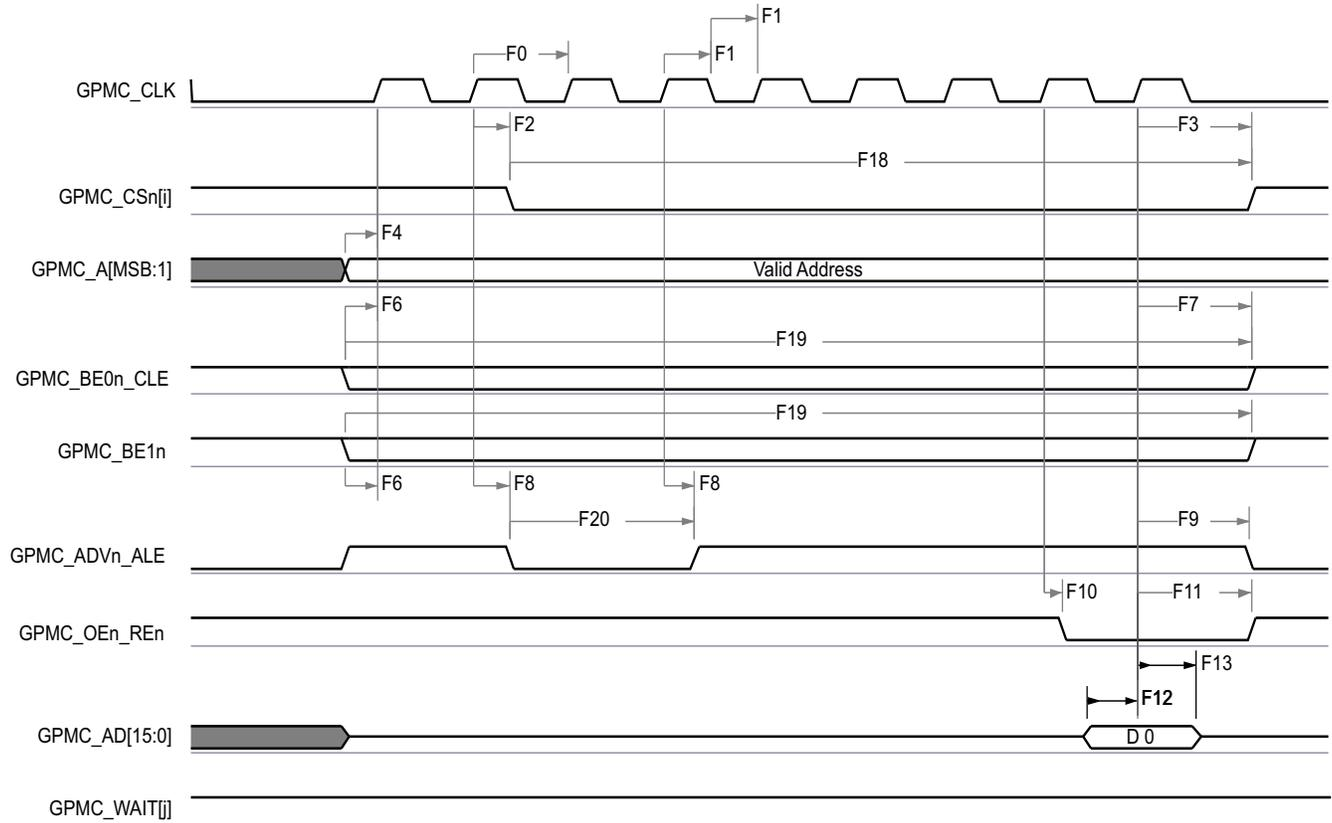 F1
F0
F1
GPMC_CLK
F2
F3
F18
GPMC_CSn[i]
F4
GPMC_A[MSB:1]
Valid Address
F6
F7
F19
GPMC_BE0n_CLE
F19
GPMC_BE1n
F6
F8
F8
F20
F9
GPMC_ADVn_ALE
F10
F11
GPMC_OEn_REn
F13
F12
GPMC_AD[15:0]
D 0
GPMC_WAIT[j]